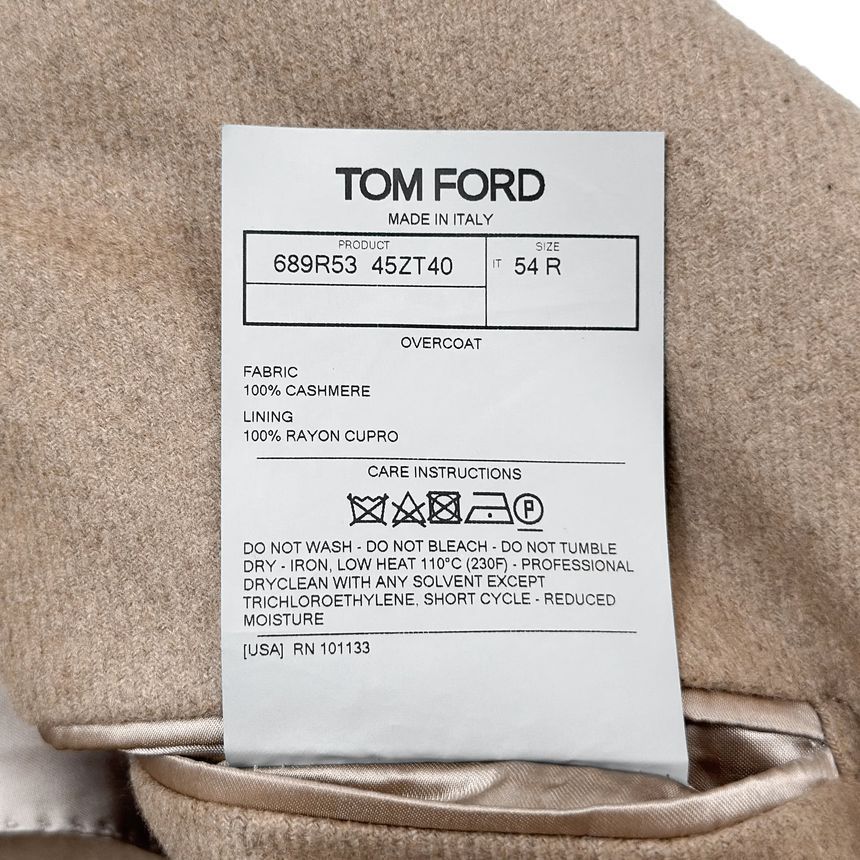 TOM FORD
MADE IN ITALY
PRODUCT
SIZE
689R53 45ZT40
IT 54 R
OVERCOAT
FABRIC
100% CASHMERE
LINING
100% RAYON CUPRO
CARE INSTRUCTIONS
P
DO NOT WASH - DO NOT BLEACH - DO NOT TUMBLE
DRY - IRON, LOW HEAT 110°C (230F) - PROFESSIONAL
DRYCLEAN WITH ANY SOLVENT EXCEPT
TRICHLOROETHYLENE, SHORT CYCLE - REDUCED
MOISTURE
[USA] RN 101133